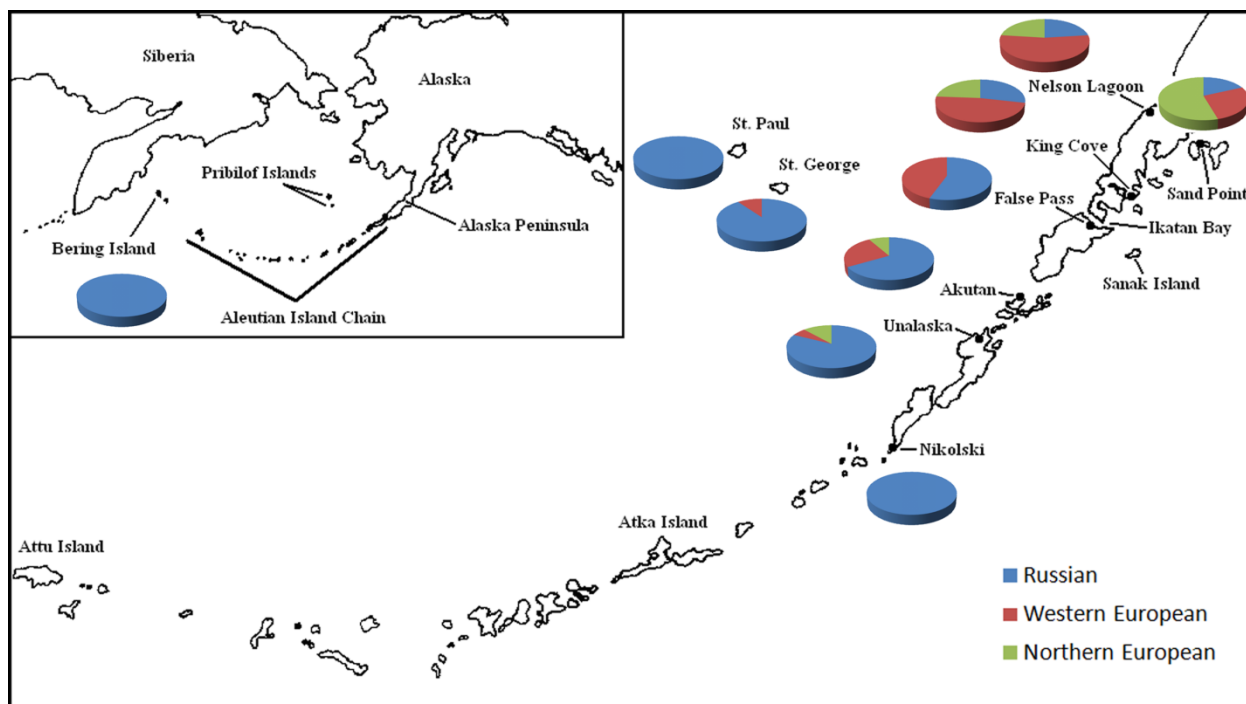 Siberia
Alaska
Pribilof Islands
Alaska Peninsula
Bering Island
Aleutian Island Chain
St. Paul
St. George
Nelson Lagoon
King Cove
Sand Point
False Pass
Ikatan Bay
Sanak Island
Akutan
Unalaska
Nikolski
Atka Island
Attu Island
Russian
Western European
Northern European